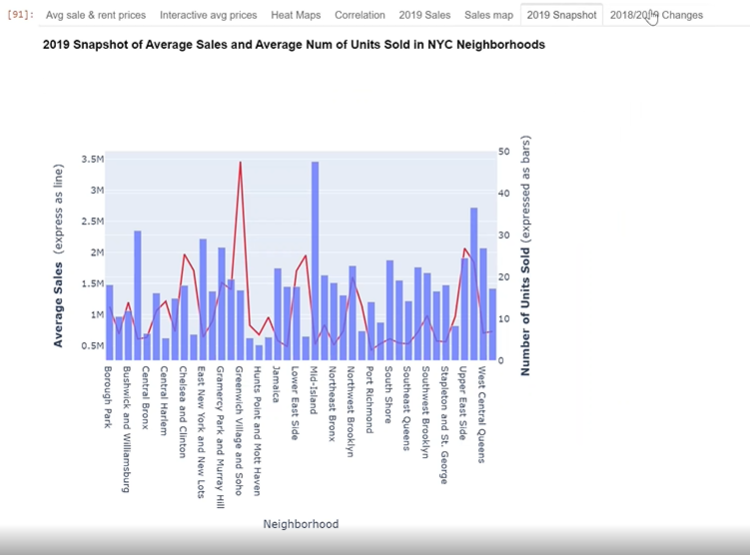 [91]:
Avg sale & rent prices
Interactive avg prices
Heat Maps
Correlation
2019 Sales
Sales map
2019 Snapshot
2018/2019 Changes
2019 Snapshot of Average Sales and Average Num of Units Sold in NYC Neighborhoods
Average Sales (express as line)
3.5M
3M
2.5M
2M
1.5M
1M
0.5M
50
40
30
20
10
0
Number of Units Sold (expressed as bars)
Borough Park
Bushwick and Williamsburg
Central Bronx
Central Harlem
Chelsea and Clinton
East New York and New Lots
Gramercy Park and Murray Hill
Greenwich Village and Soho
Hunts Point and Mott Haven
Jamaica
Lower East Side
Mid-Island
Northeast Bronx
Northwest Brooklyn
Port Richmond
South Shore
Southeast Queens
Southwest Brooklyn
Stapleton and St. George
Upper East Side
West Central Queens
Neighborhood